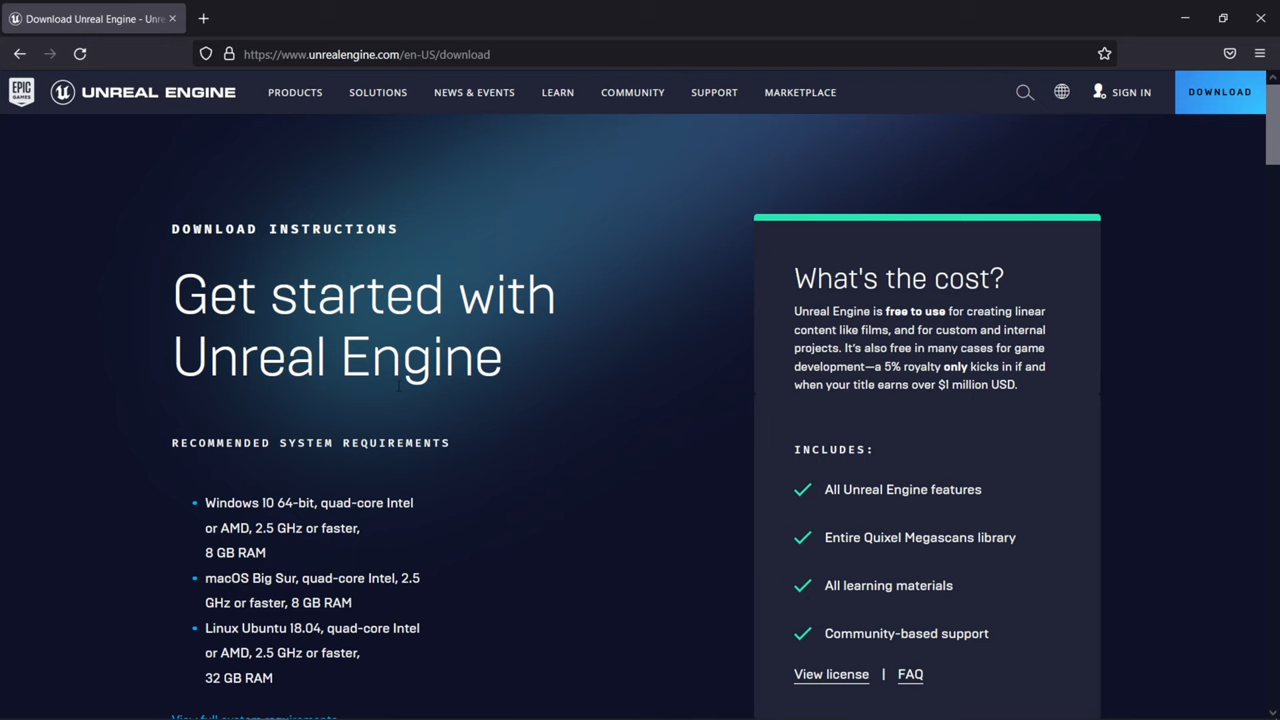 Download Unreal Engine - Unre
https://www.unrealengine.com/en-US/download
EPIC GAMES
UNREAL ENGINE
PRODUCTS
SOLUTIONS
NEWS & EVENTS
LEARN
COMMUNITY
SUPPORT
MARKETPLACE
SIGN IN
DOWNLOAD
DOWNLOAD INSTRUCTIONS
Get started with
Unreal Engine
RECOMMENDED SYSTEM REQUIREMENTS
Windows 10 64-bit, quad-core Intel
or AMD, 2.5 GHz or faster,
8 GB RAM
macOS Big Sur, quad-core Intel, 2.5
GHz or faster, 8 GB RAM
Linux Ubuntu 18.04, quad-core Intel
or AMD, 2.5 GHz or faster,
32 GB RAM
View full system requirements
What's the cost?
Unreal Engine is free to use for creating linear
content like films, and for custom and internal
projects. It's also free in many cases for game
development—a 5% royalty only kicks in if and
when your title earns over $1 million USD.
INCLUDES:
All Unreal Engine features
Entire Quixel Megascans library
All learning materials
Community-based support
View license | FAQ